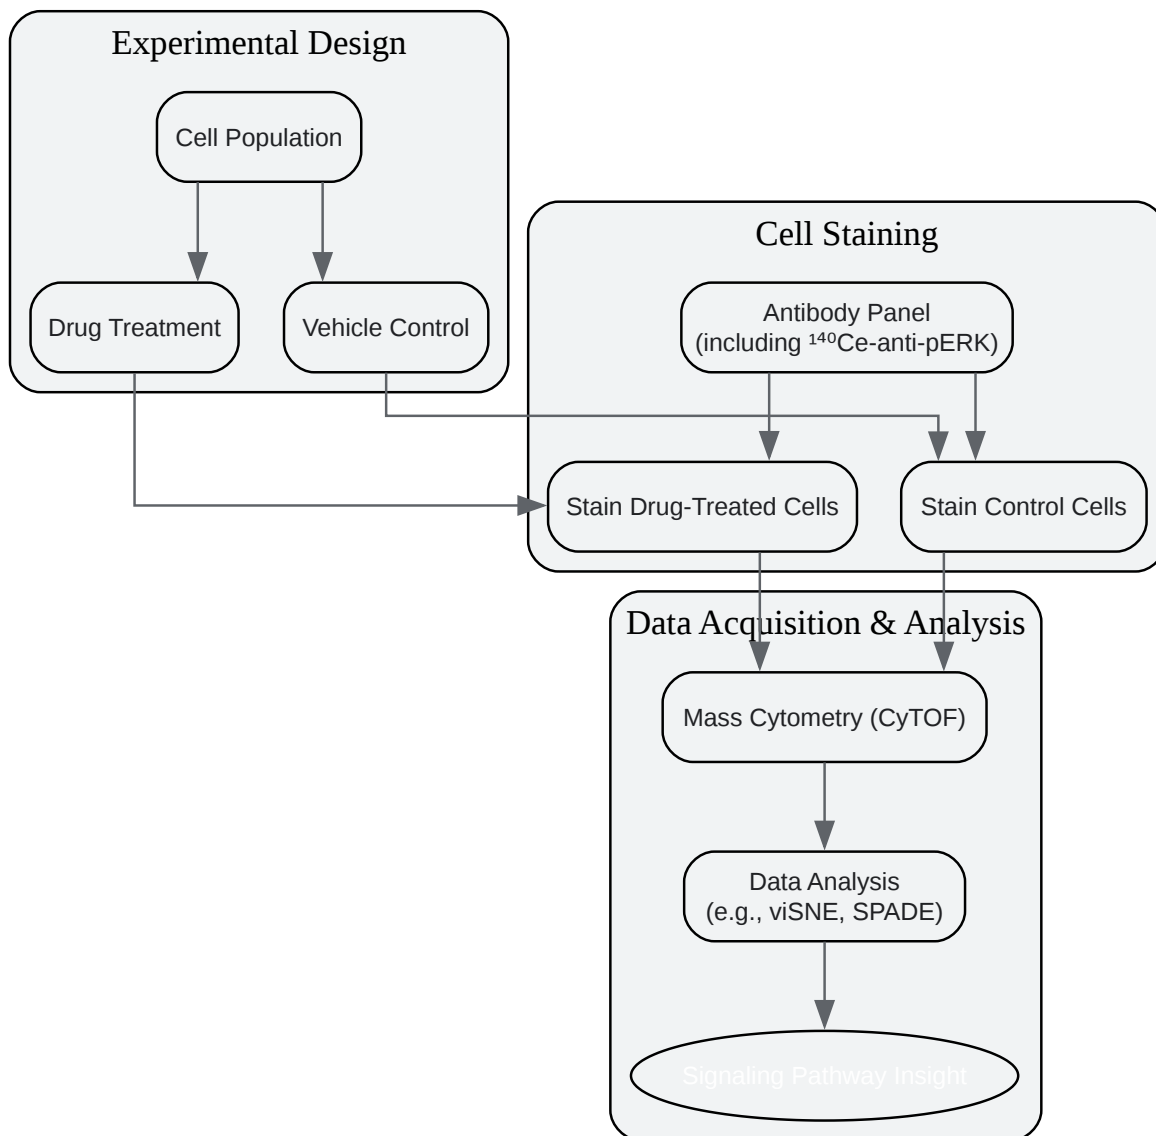 Experimental Design
Cell Population
Drug Treatment
Vehicle Control
Cell Staining
Antibody Panel
(including ¹⁴⁰Ce-anti-pERK)
Stain Drug-Treated Cells
Stain Control Cells
Data Acquisition & Analysis
Mass Cytometry (CyTOF)
Data Analysis
(e.g., viSNE, SPADE)
Signaling Pathway Insight